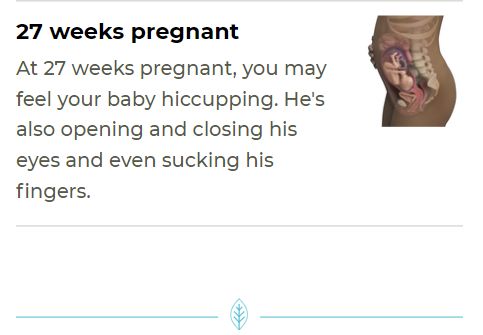 27 weeks pregnant
At 27 weeks pregnant, you may
feel your baby hiccupping. He's
also opening and closing his
eyes and even sucking his
fingers.